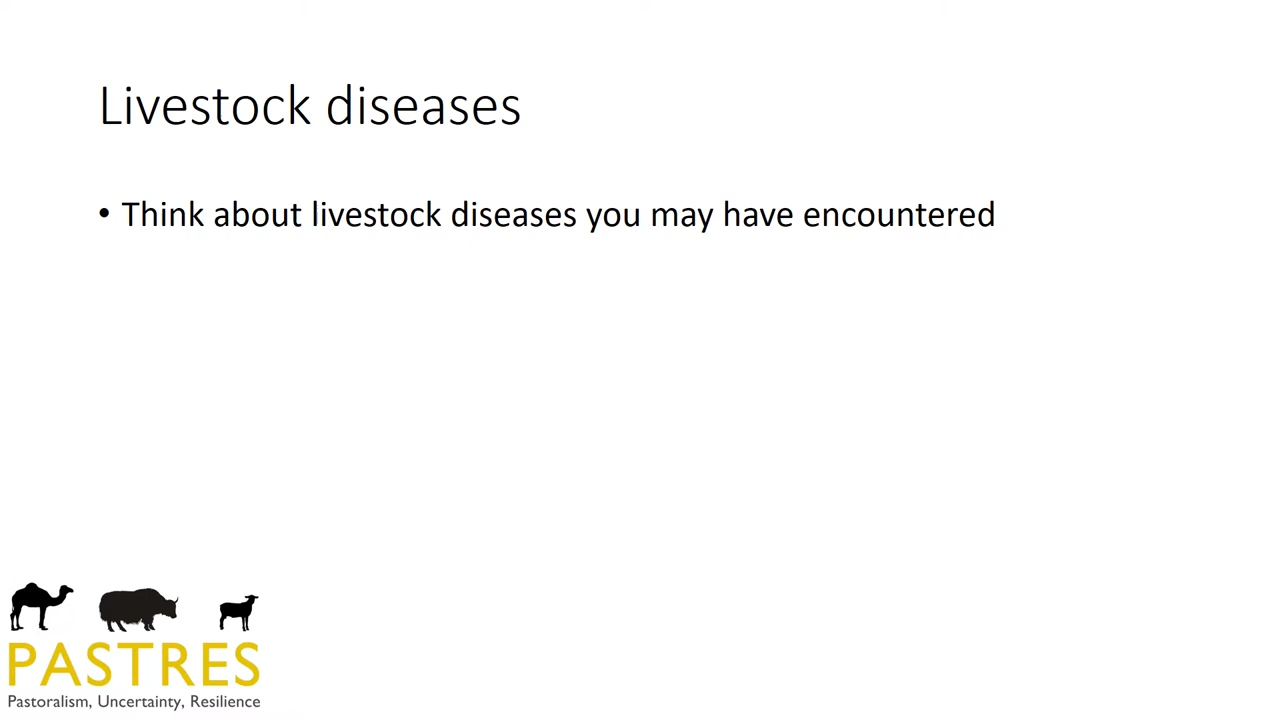 Livestock diseases
• Think about livestock diseases you may have encountered
PASTRES
Pastoralism, Uncertainty, Resilience